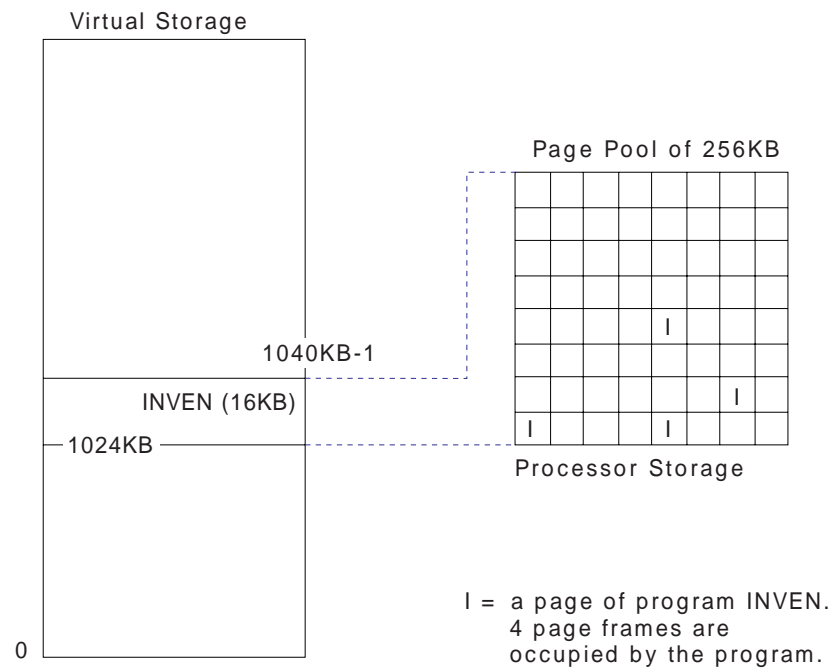 Virtual Storage
Page Pool of 256KB
I
1040KB-1
INVEN (16KB)
I
I
I
1024KB
Processor Storage
I = a page of program INVEN.
4 page frames are
occupied by the program.
0